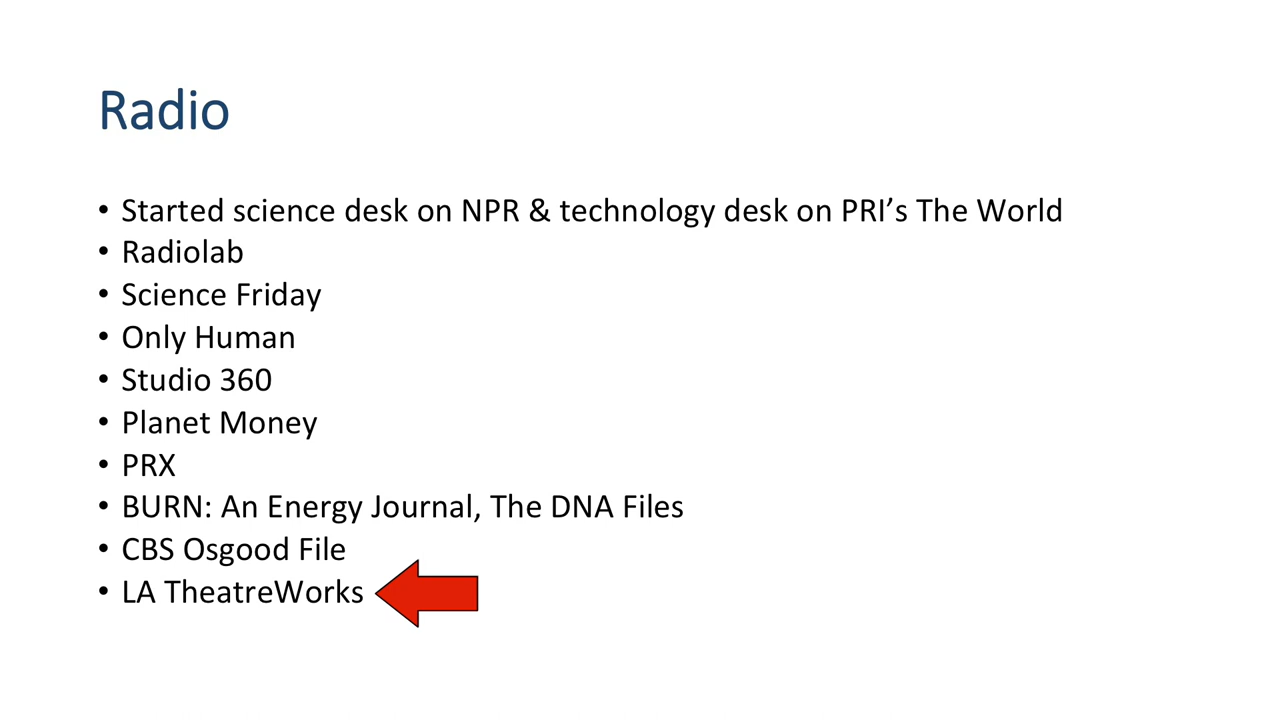 Radio
• Started science desk on NPR & technology desk on PRI’s The World
• Radiolab
• Science Friday
• Only Human
• Studio 360
• Planet Money
• PRX
• BURN: An Energy Journal, The DNA Files
• CBS Osgood File
• LA TheatreWorks